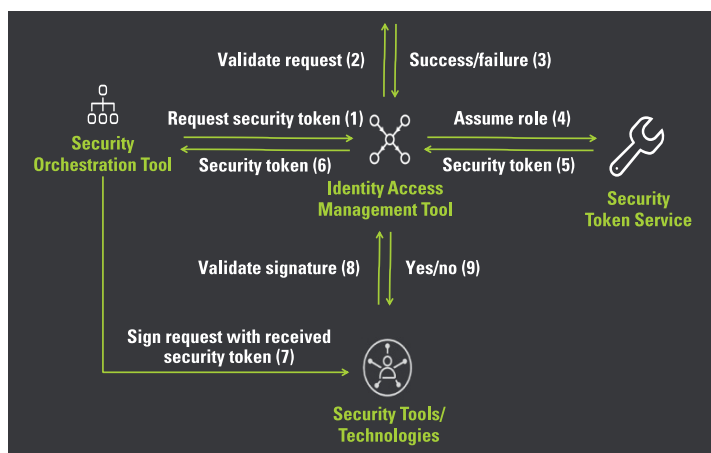 Validate request (2)
Success/failure (3)
Request security token (1)
Assume role (4)
Security
Orchestration Tool
Security token (6)
Security token (5)
Identity Access
Management Tool
Security
Token Service
Validate signature (8)
Yes/no (9)
Sign request with received
security token (7)
Security Tools/
Technologies